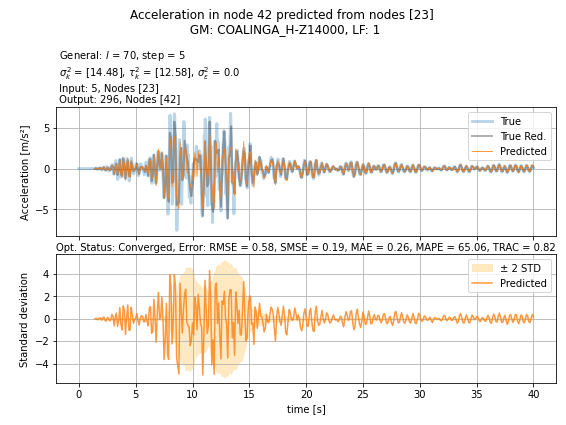 Acceleration in node 42 predicted from nodes [23]
GM: COALINGA_H-Z14000, LF: 1
General: l = 70, step = 5
σ²ₖ = [14.48], τ²ₖ = [12.58], σ²ε = 0.0
Input: 5, Nodes [23]
Output: 296, Nodes [42]
Acceleration [m/s²]
5
0
−5
True
True Red.
Predicted
Opt. Status: Converged, Error: RMSE = 0.58, SMSE = 0.19, MAE = 0.26, MAPE = 65.06, TRAC = 0.82
Standard deviation
4
2
0
−2
−4
± 2 STD
Predicted
0 5 10 15 20 25 30 35 40
time [s]